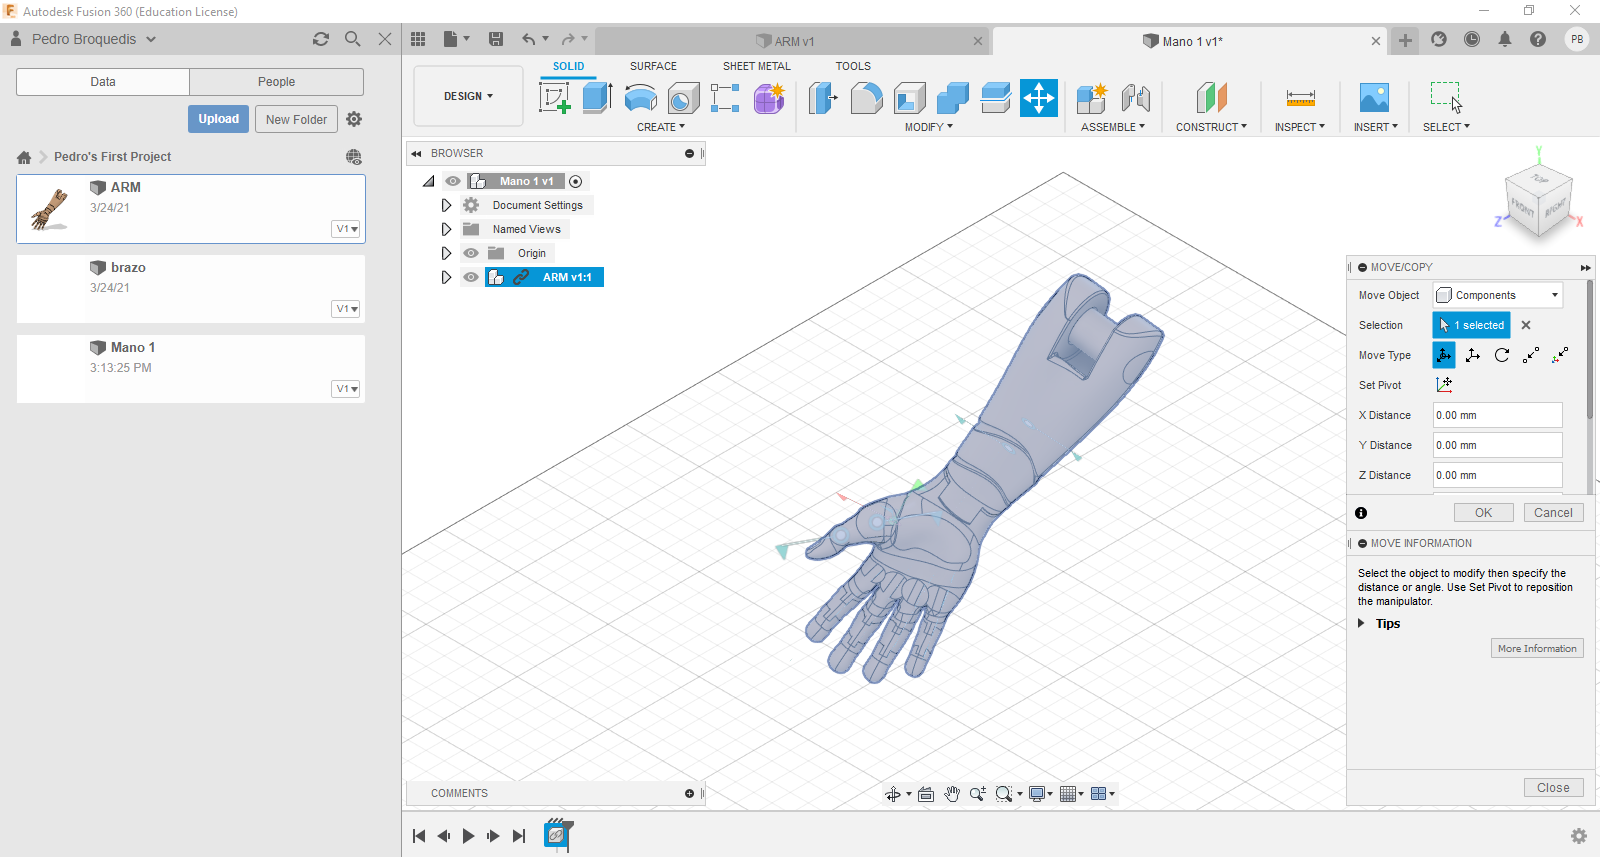 Autodesk Fusion 360 (Education License)
Pedro Broquedis
ARM v1
Mano 1 v1*
PB
Data
People
SOLID
SURFACE
SHEET METAL
TOOLS
DESIGN
Upload
New Folder
CREATE
MODIFY
ASSEMBLE
CONSTRUCT
INSPECT
INSERT
SELECT
Pedro's First Project
ARM
3/24/21
V1
brazo
3/24/21
V1
Mano 1
3:13:25 PM
V1
BROWSER
Mano 1 v1
Document Settings
Named Views
Origin
ARM v1:1
Y
TOP
FRONT
RIGHT
Z
X
MOVE/COPY
Move Object
Components
Selection
1 selected
Move Type
Set Pivot
X Distance
0.00 mm
Y Distance
0.00 mm
Z Distance
0.00 mm
OK
Cancel
MOVE INFORMATION
Select the object to modify then specify the
distance or angle. Use Set Pivot to reposition
the manipulator.
Tips
More Information
Close
COMMENTS